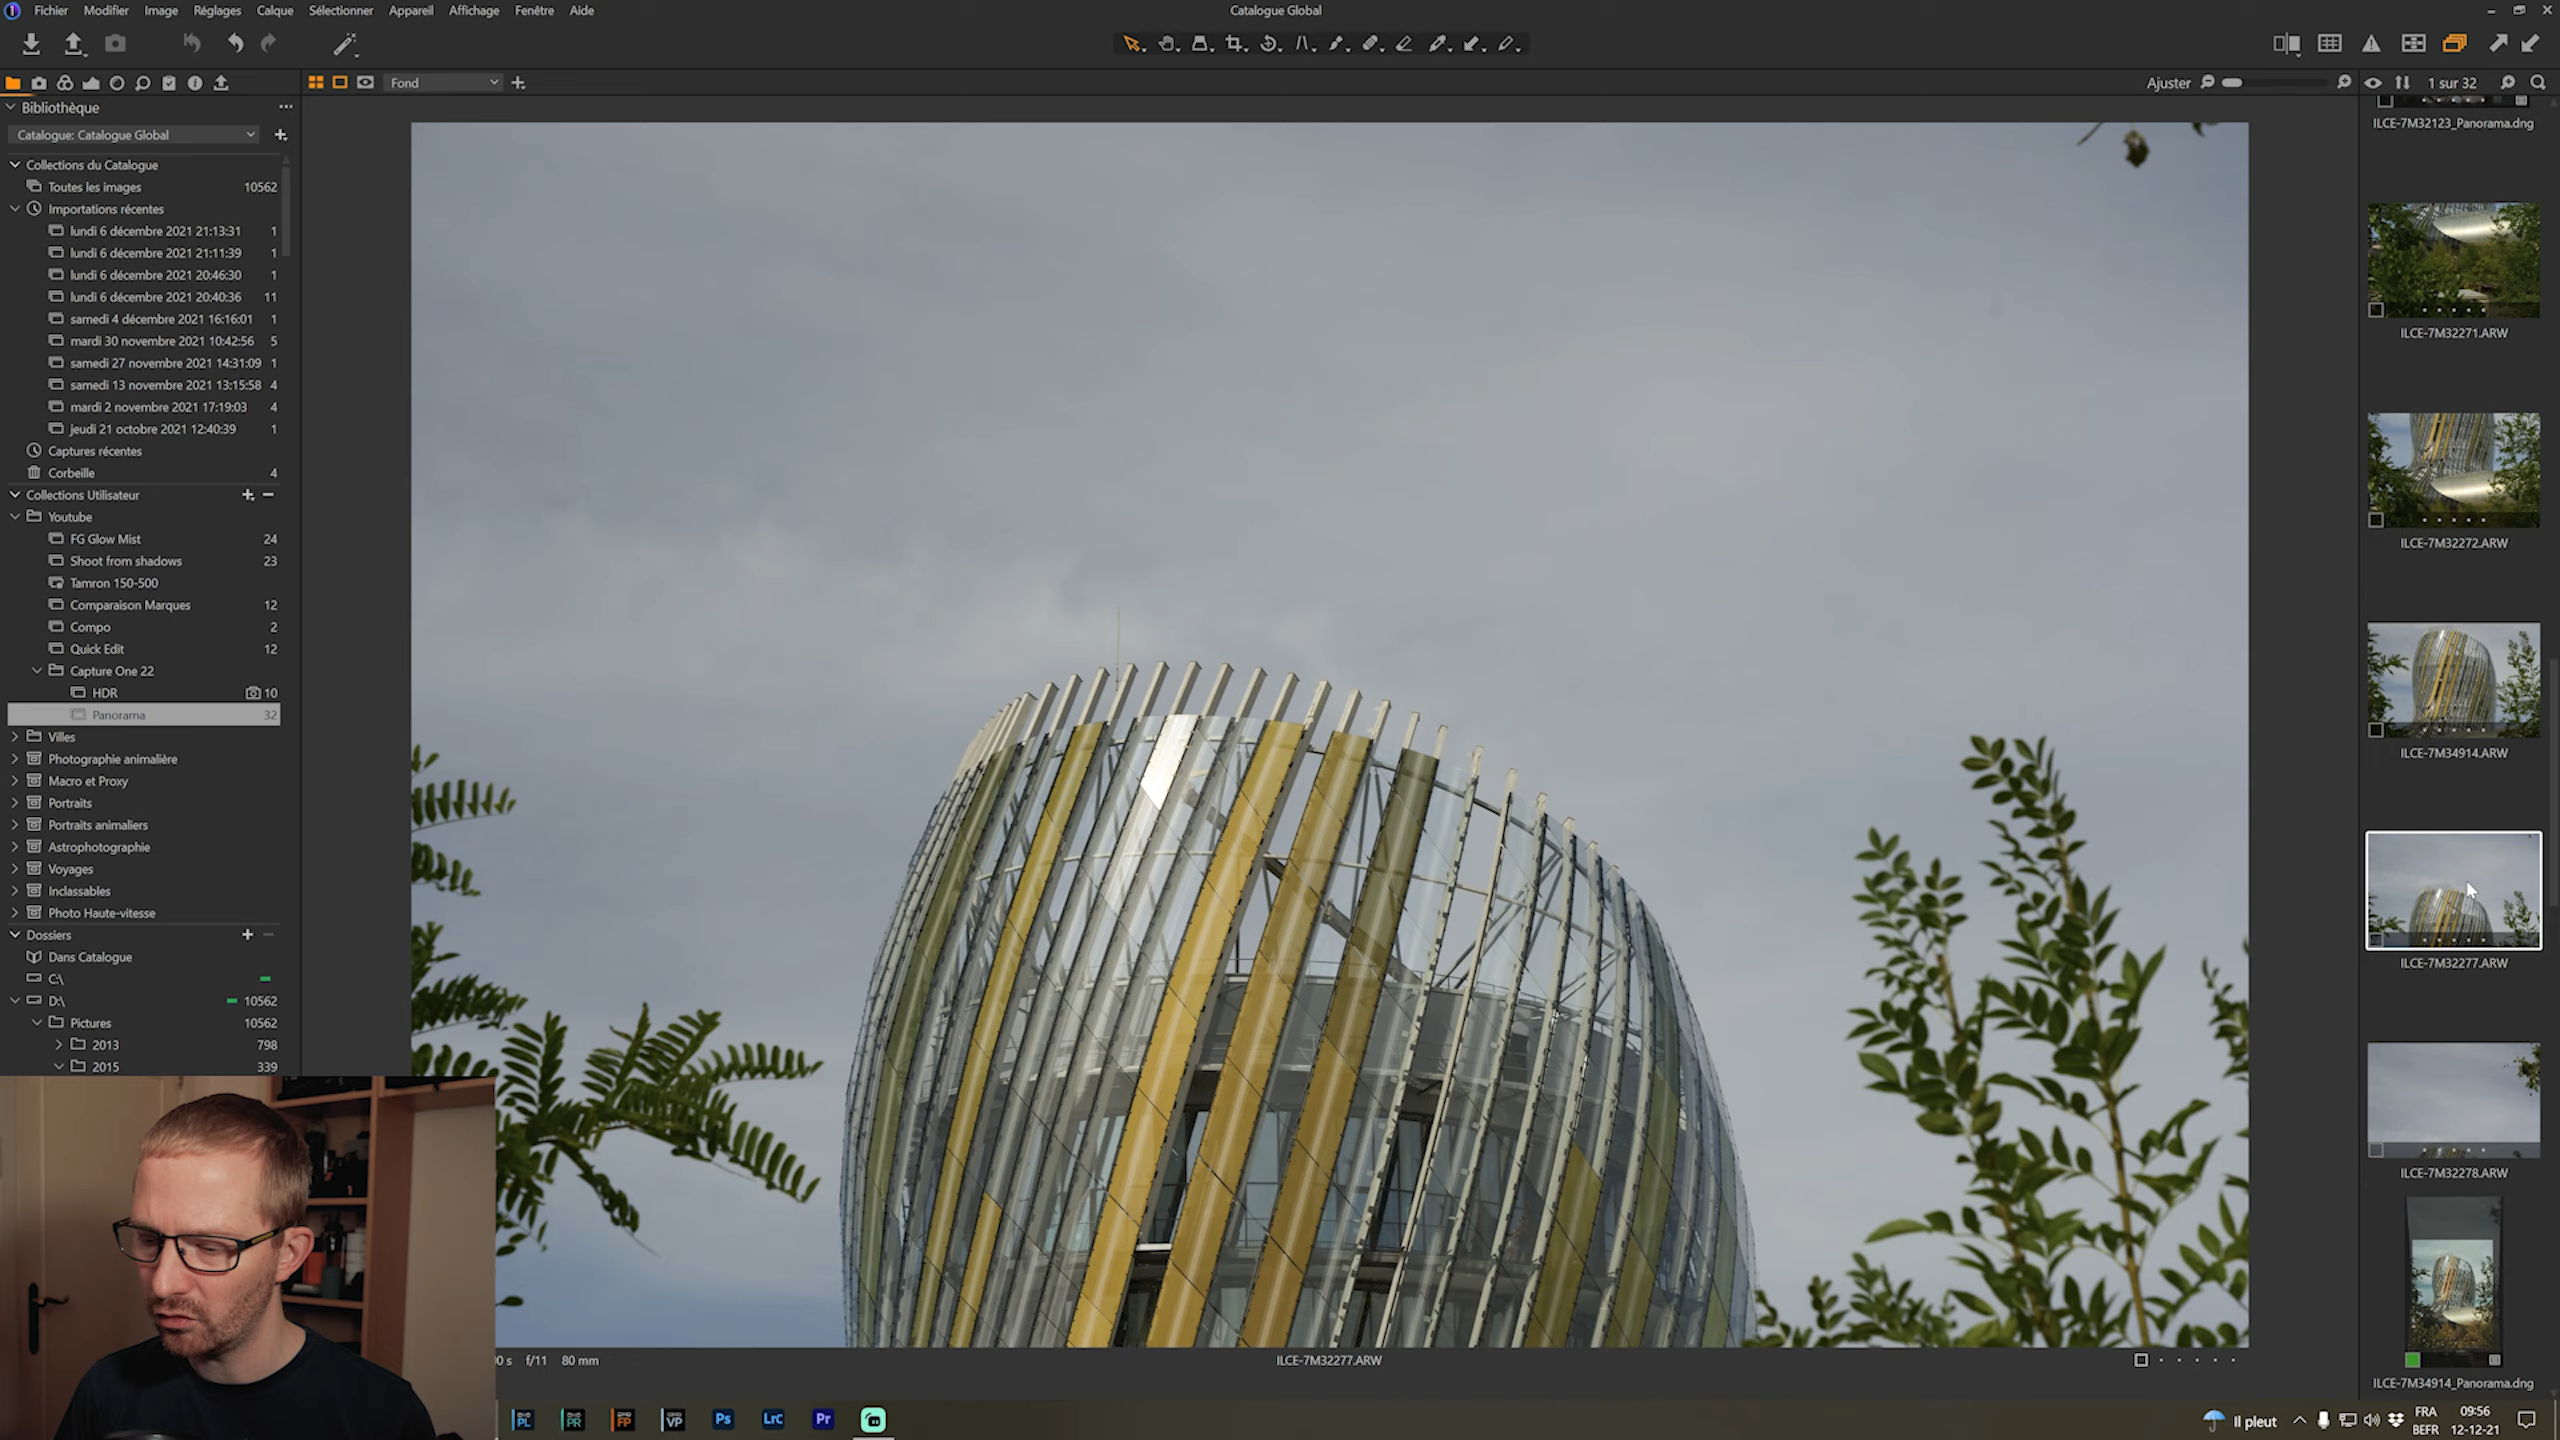 Fichier Modifier Image Réglages Calque Sélectionner Appareil Affichage Fenêtre Aide
Catalogue Global
Fond
Ajuster
1 sur 32
Bibliothèque
Catalogue: Catalogue Global
Collections du Catalogue
Toutes les images 10562
Importations récentes
lundi 6 décembre 2021 21:13:31 1
lundi 6 décembre 2021 21:11:39 1
lundi 6 décembre 2021 20:46:30 1
lundi 6 décembre 2021 20:40:36 11
samedi 4 décembre 2021 16:16:01 1
mardi 30 novembre 2021 10:42:56 5
samedi 27 novembre 2021 14:31:09 1
samedi 13 novembre 2021 13:15:58 4
mardi 2 novembre 2021 17:19:03 4
jeudi 21 octobre 2021 12:40:39 1
Captures récentes
Corbeille 4
Collections Utilisateur
Youtube
FG Glow Mist 24
Shoot from shadows 23
Tamron 150-500
Comparaison Marques 12
Compo 2
Quick Edit 12
Capture One 22
HDR 10
Panorama 32
Villes
Photographie animalière
Macro et Proxy
Portraits
Portraits animaliers
Astrophotographie
Voyages
Inclassables
Photo Haute-vitesse
Dossiers
Dans Catalogue
C:\
D:\ 10562
Pictures 10562
2013 798
2015 339
ILCE-7M32123_Panorama.dng
ILCE-7M32271.ARW
ILCE-7M32272.ARW
ILCE-7M34914.ARW
ILCE-7M32277.ARW
ILCE-7M32278.ARW
ILCE-7M34914_Panorama.dng
0 s f/11 80 mm
ILCE-7M32277.ARW
PL PR FP VP Ps LrC Pr
Il pleut
FRA
BEFR
09:56
12-12-21